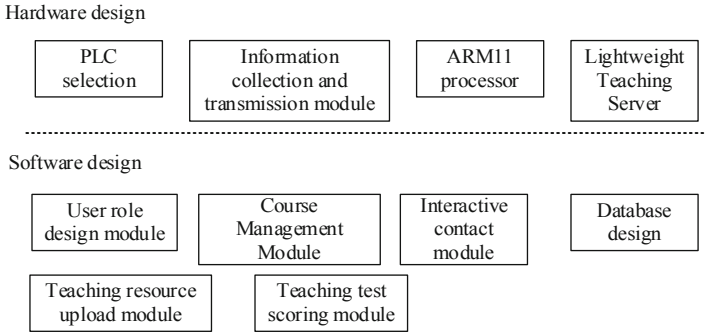 Hardware design
PLC
selection
Information
collection and
transmission module
ARM11
processor
Lightweight
Teaching
Server
Software design
User role
design module
Course
Management
Module
Interactive
contact module
Database
design
Teaching resource
upload module
Teaching test
scoring module